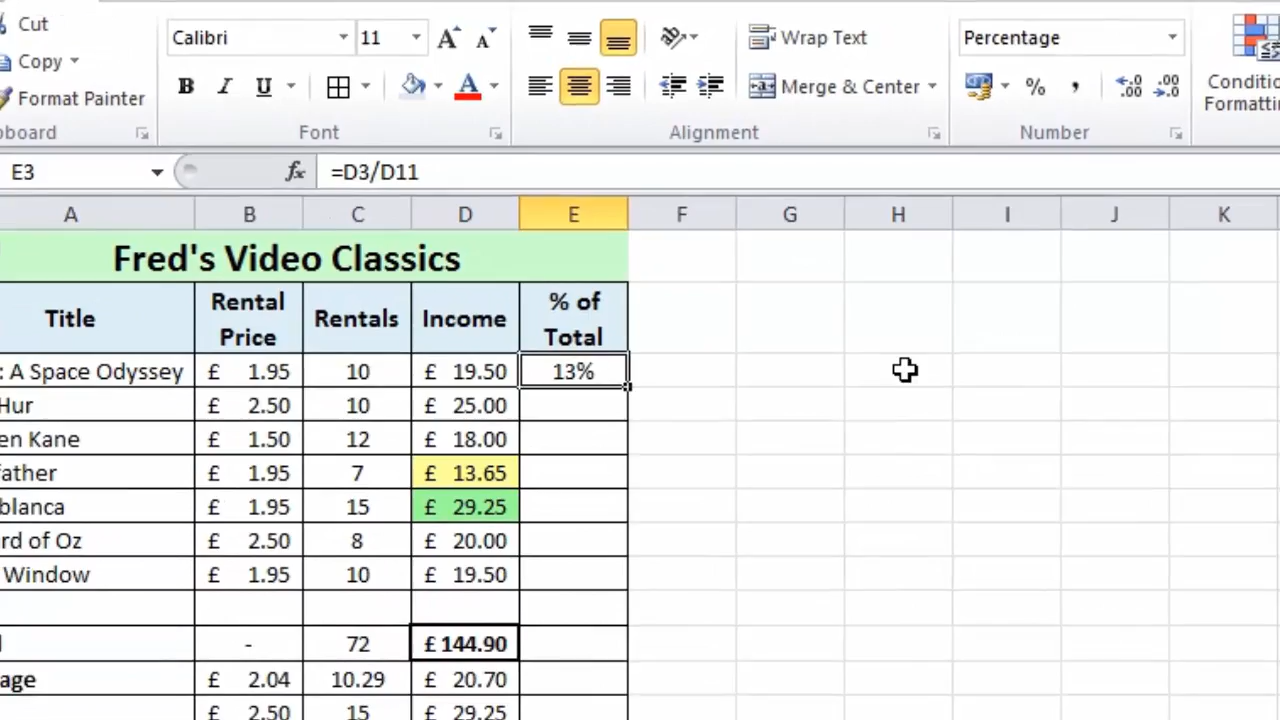 Cut
Calibri 11 A A Wrap Text Percentage
Copy
B I U A Merge & Center % ,
Format Painter
Font Alignment Number
E3 fx =D3/D11
A B C D E F G H I J K
Fred's Video Classics
Title Rental Price Rentals Income % of Total
: A Space Odyssey £ 1.95 10 £ 19.50 13%
Hur £ 2.50 10 £ 25.00
en Kane £ 1.50 12 £ 18.00
father £ 1.95 7 £ 13.65
blanca £ 1.95 15 £ 29.25
rd of Oz £ 2.50 8 £ 20.00
Window £ 1.95 10 £ 19.50
- 72 £ 144.90
age £ 2.04 10.29 £ 20.70
£ 2.50 15 £ 29.25